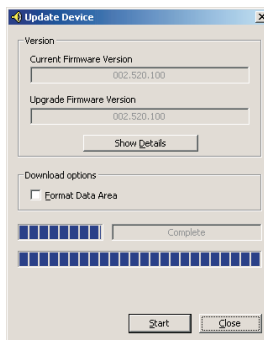 Update Device
Version
Current Firmware Version
002.520.100
Upgrade Firmware Version
002.520.100
Show Details
Download options
Format Data Area
Complete
Start
Close